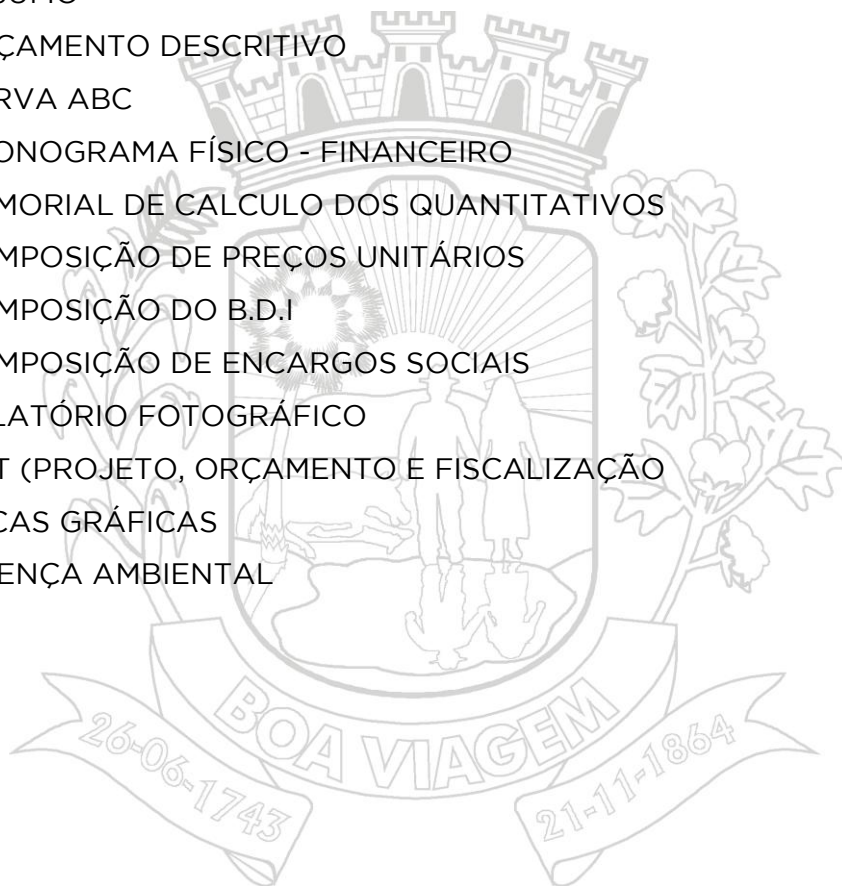 SUMO
ÇAMENTO DESCRITIVO
RVA ABC
ONOGRAMA FÍSICO - FINANCEIRO
MORIAL DE CALCULO DOS QUANTITATIVOS
MPOSIÇÃO DE PREÇOS UNITÁRIOS
MPOSIÇÃO DO B.D.I
MPOSIÇÃO DE ENCARGOS SOCIAIS
LATÓRIO FOTOGRÁFICO
T (PROJETO, ORÇAMENTO E FISCALIZAÇÃO
ÇAS GRÁFICAS
ENÇA AMBIENTAL
26-06-1743
BOA VIAGEM
21-11-1864